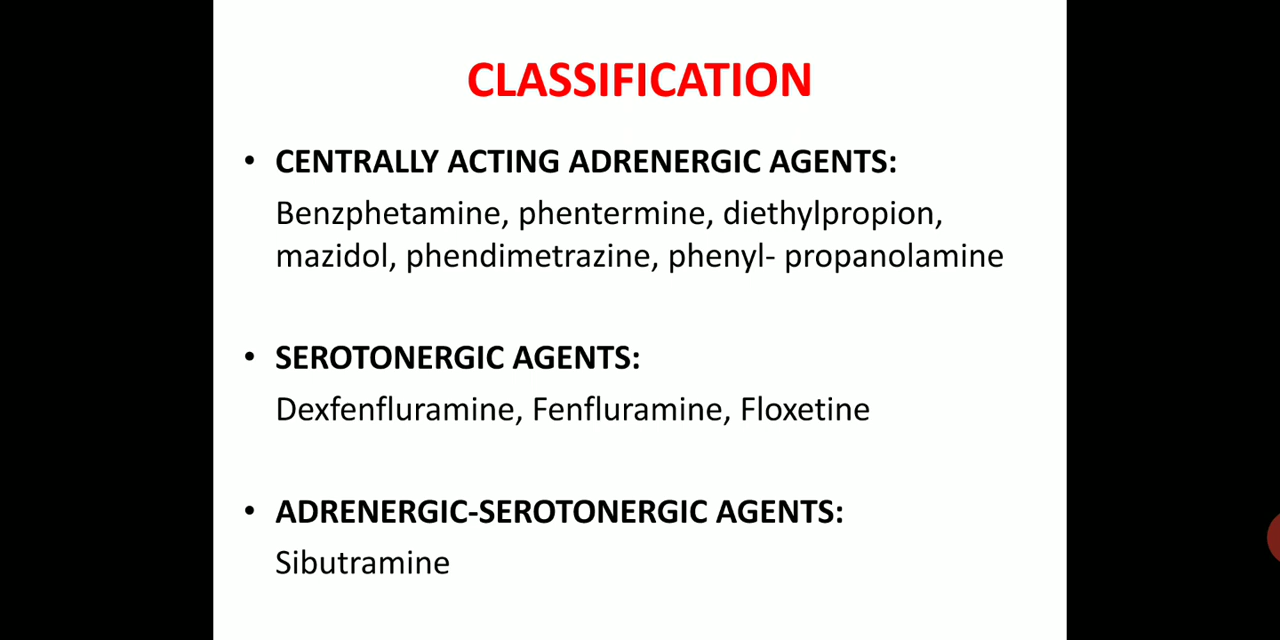 CLASSIFICATION
• CENTRALLY ACTING ADRENERGIC AGENTS:
Benzphetamine, phentermine, diethylpropion,
mazidol, phendimetrazine, phenyl- propanolamine
• SEROTONERGIC AGENTS:
Dexfenfluramine, Fenfluramine, Floxetine
• ADRENERGIC-SEROTONERGIC AGENTS:
Sibutramine